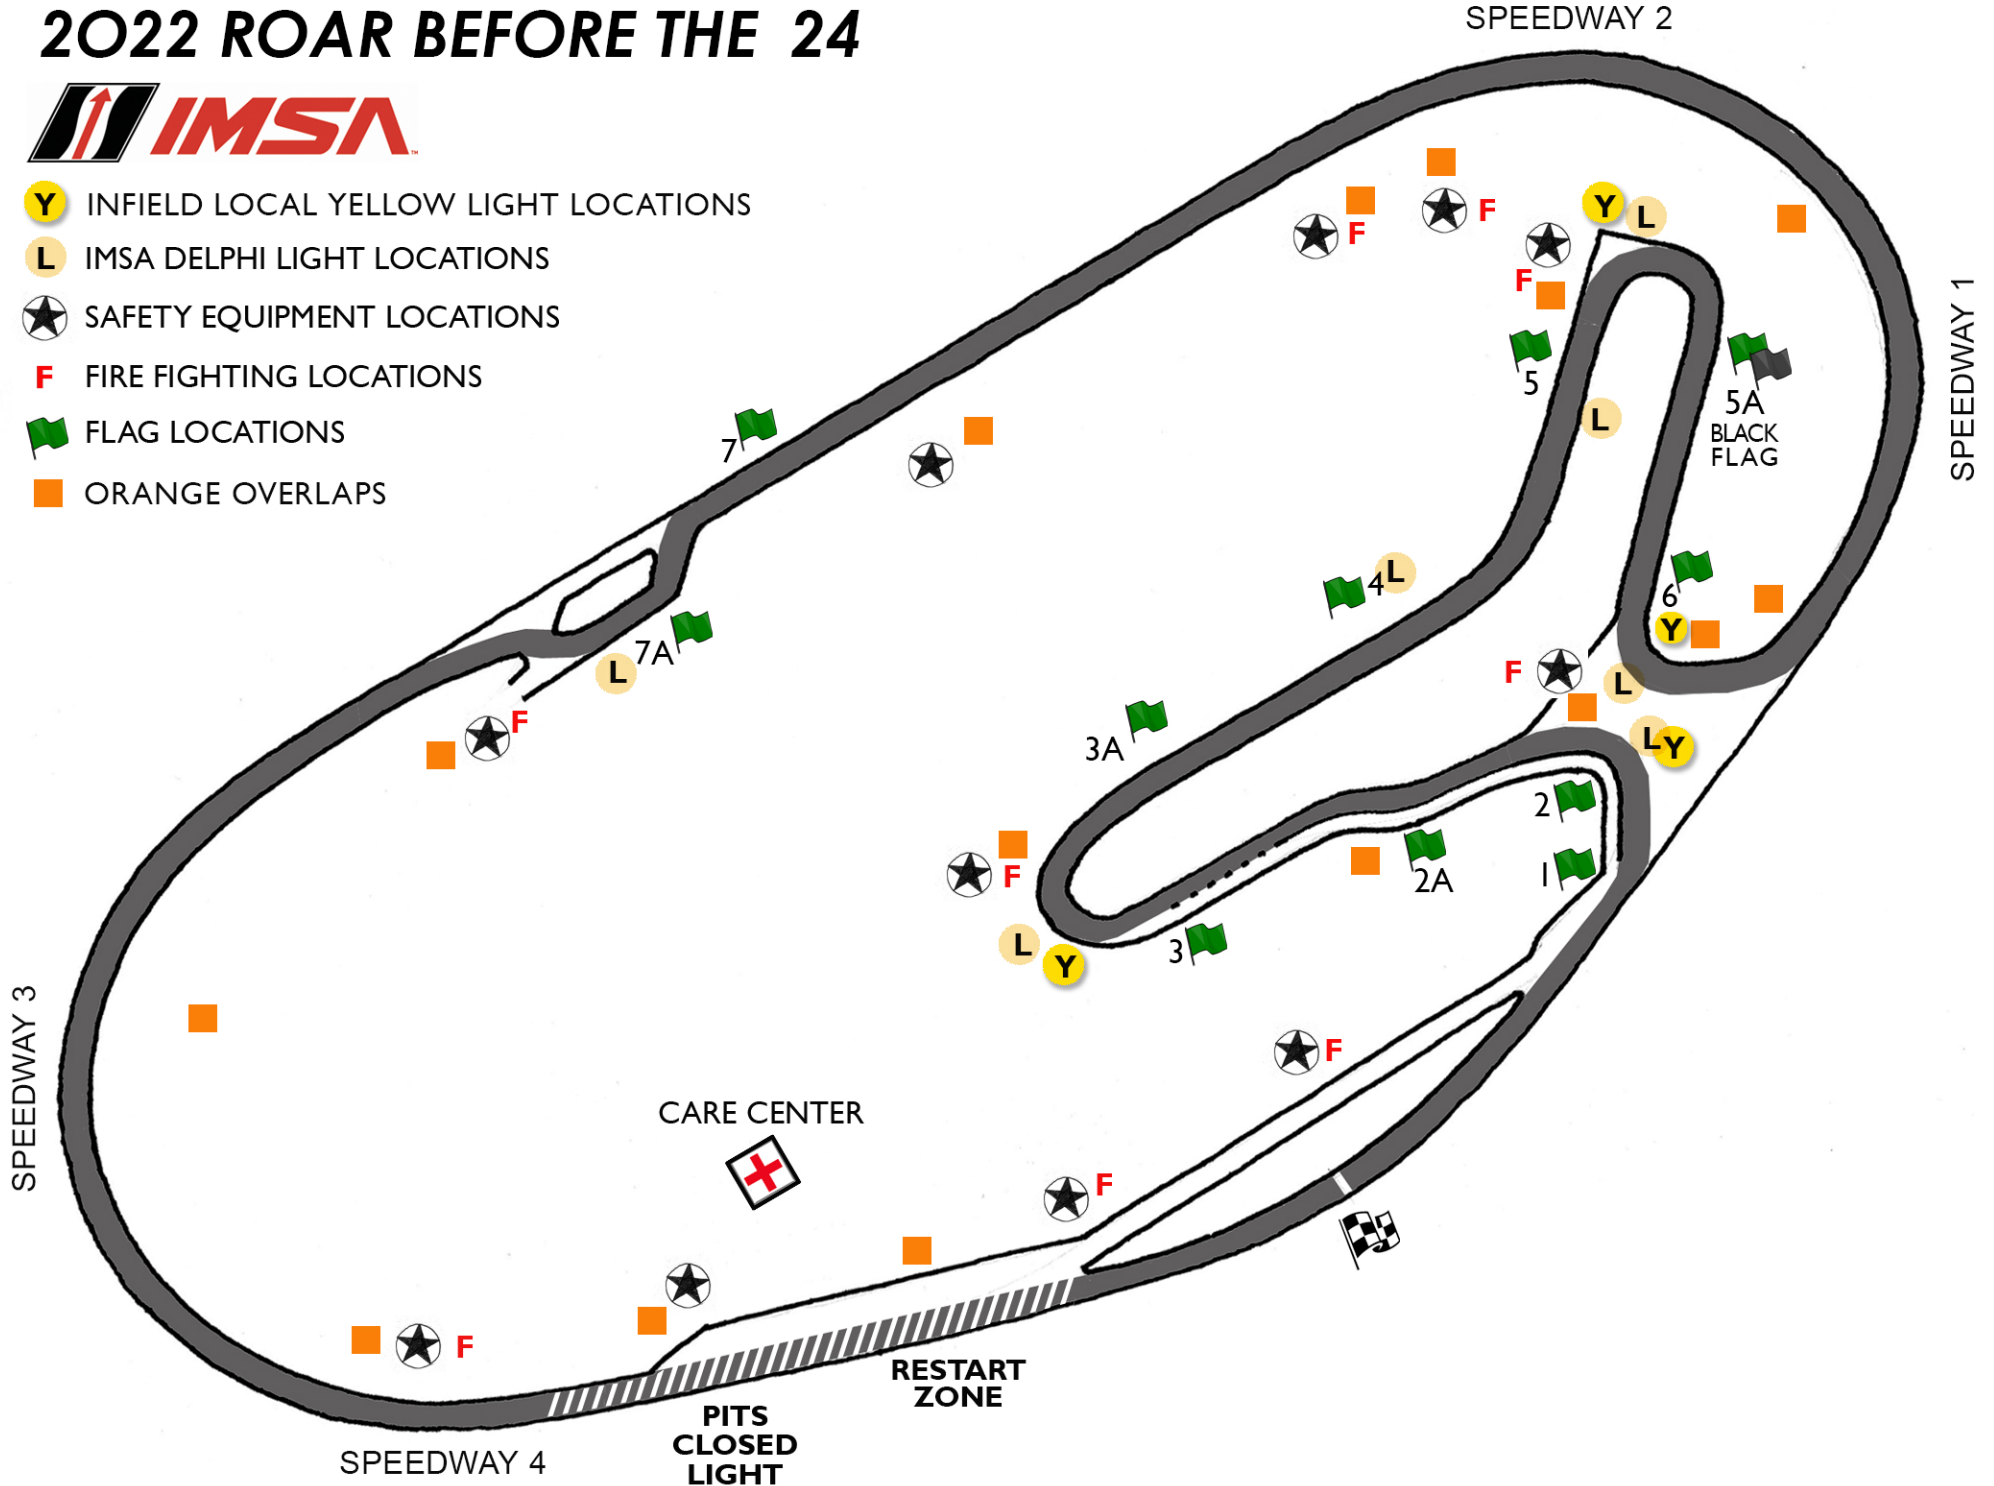 2O22 ROAR BEFORE THE 24
SPEEDWAY 2
IMSA
TM
Y INFIELD LOCAL YELLOW LIGHT LOCATIONS
L IMSA DELPHI LIGHT LOCATIONS
SAFETY EQUIPMENT LOCATIONS
F FIRE FIGHTING LOCATIONS
FLAG LOCATIONS
ORANGE OVERLAPS
Y L
F
F
F
SPEEDWAY 1
5
5A
BLACK
FLAG
L
7
4 L
6
Y
7A
L
F
L
F
3A
L Y
2
F
2A
1
L
Y
3
SPEEDWAY 3
F
CARE CENTER
F
F
RESTART
ZONE
PITS
CLOSED
LIGHT
SPEEDWAY 4